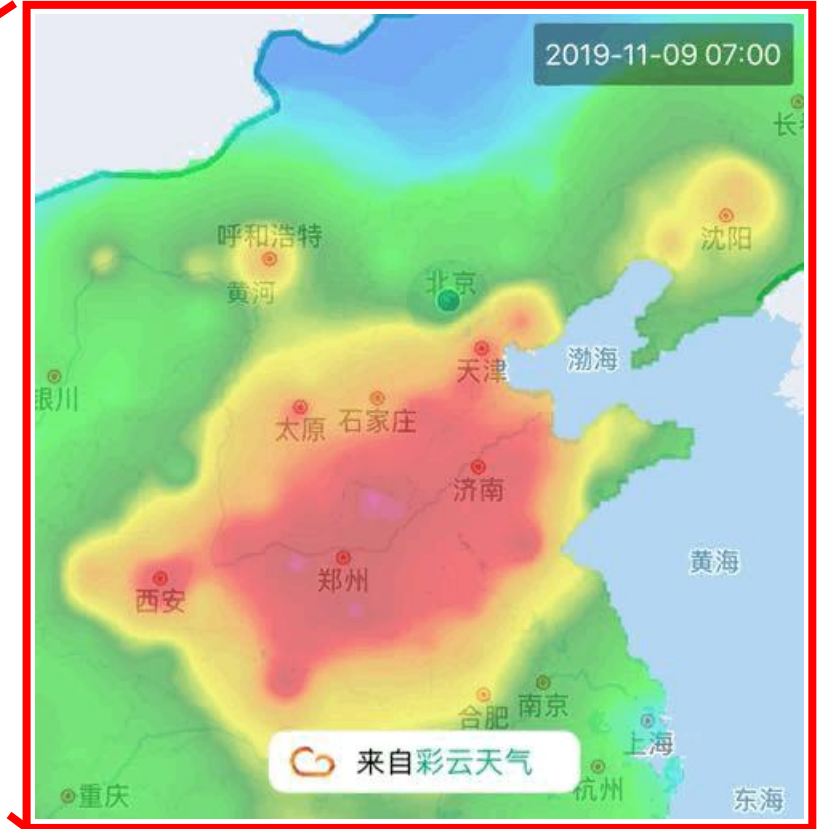 2019-11-09 07:00
长
呼和浩特
沈阳
北京
黄河
渤海
天津
银川
太原
石家庄
济南
黄海
郑州
西安
南京
合肥
上海
来自彩云天气
杭州
重庆
东海